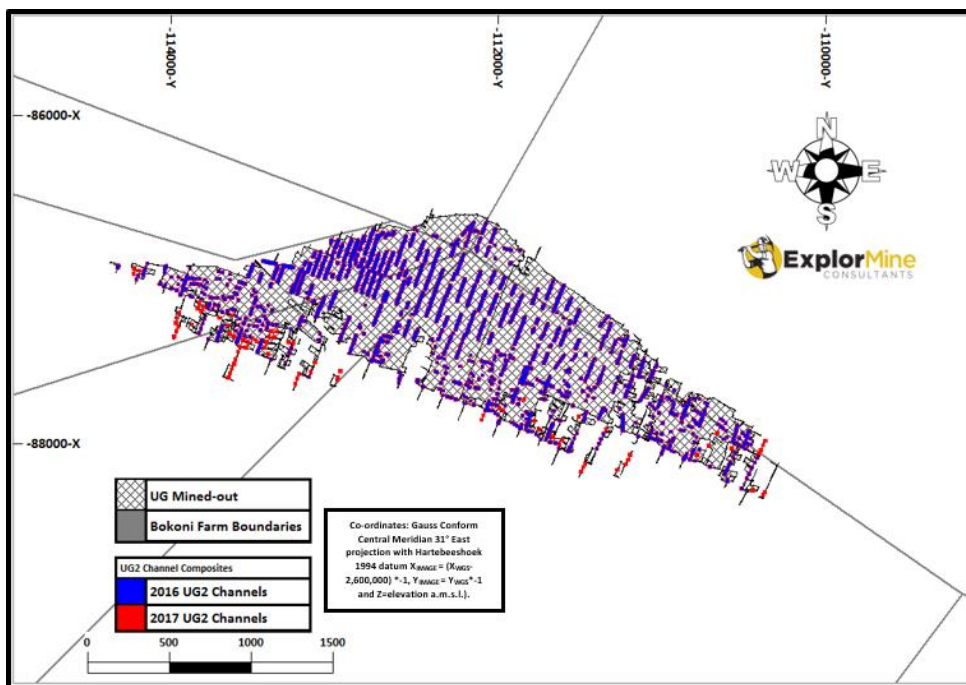 -114000-Y
-112000-Y
-110000-Y
-86000-X
N
W E
S
ExplorMine
CONSULTANTS
-88000-X
UG Mined-out
Bokoni Farm Boundaries
UG2 Channel Composites
2016 UG2 Channels
2017 UG2 Channels
Co-ordinates: Gauss Conform
Central Meridian 31° East
projection with Hartebeeshoek
1994 datum XIMAGE = (XWGS-
2,600,000) *-1, YIMAGE = YWGS*-1
and Z=elevation a.m.s.l.).
0 500 1000 1500